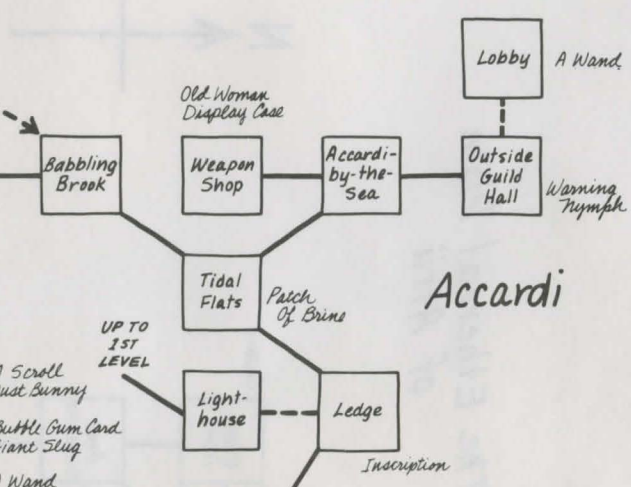 Lobby
A Wand
Old Woman
Display Case
Babbling
Brook
Weapon
Shop
Accardi-
by-the-
Sea
Outside
Guild
Hall
Warning
Nymph
Tidal
Flats
Patch
Of Brine
Accardi
UP TO
1ST
LEVEL
A Scroll
Dust Bunny
Light-
house
Ledge
Bubble Gum Card
Giant Slug
Inscription
A Wand